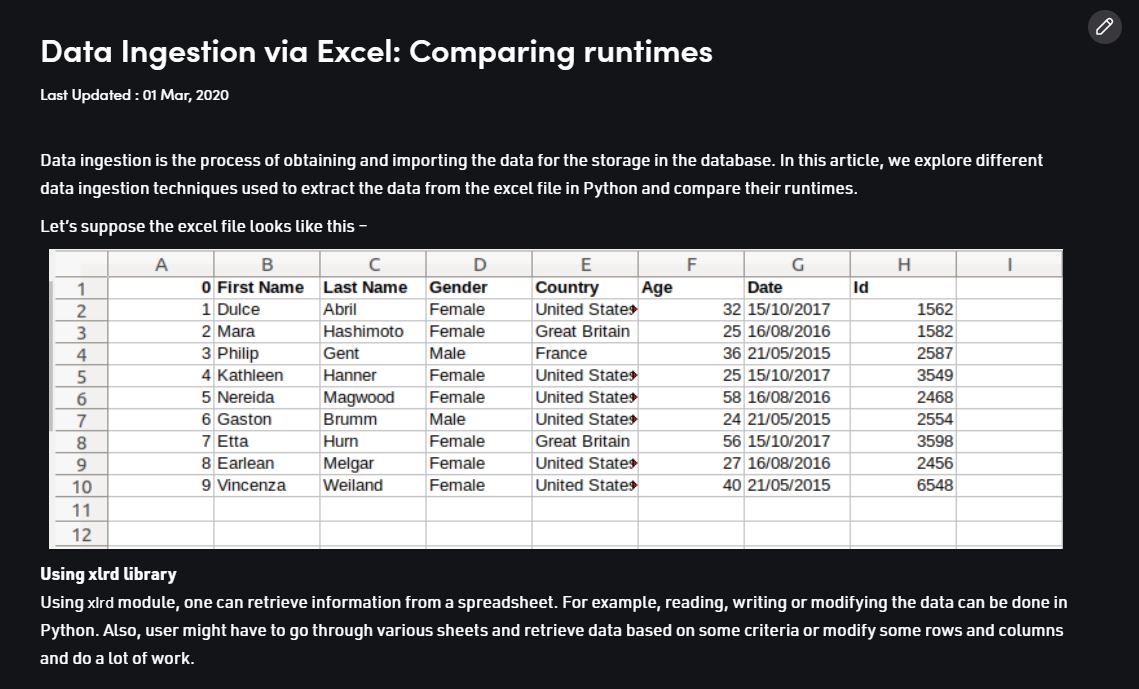 Data Ingestion via Excel: Comparing runtimes
Last Updated : 01 Mar, 2020
Data ingestion is the process of obtaining and importing the data for the storage in the database. In this article, we explore different
data ingestion techniques used to extract the data from the excel file in Python and compare their runtimes.
Let's suppose the excel file looks like this –
A B C D E F G H I
1 0 First Name Last Name Gender Country Age Date Id
2 1 Dulce Abril Female United States 32 15/10/2017 1562
3 2 Mara Hashimoto Female Great Britain 25 16/08/2016 1582
4 3 Philip Gent Male France 36 21/05/2015 2587
5 4 Kathleen Hanner Female United States 25 15/10/2017 3549
6 5 Nereida Magwood Female United States 58 16/08/2016 2468
7 6 Gaston Brumm Male United States 24 21/05/2015 2554
8 7 Etta Hurn Female Great Britain 56 15/10/2017 3598
9 8 Earlean Melgar Female United States 27 16/08/2016 2456
10 9 Vincenza Weiland Female United States 40 21/05/2015 6548
11
12
Using xlrd library
Using xlrd module, one can retrieve information from a spreadsheet. For example, reading, writing or modifying the data can be done in
Python. Also, user might have to go through various sheets and retrieve data based on some criteria or modify some rows and columns
and do a lot of work.